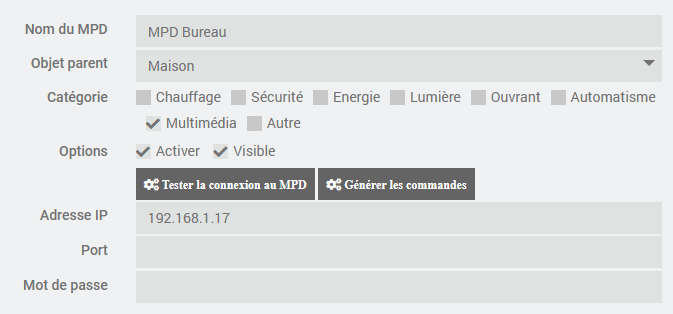 Nom du MPD MPD Bureau
Objet parent Maison
Catégorie Chauffage Sécurité Energie Lumière Ouvrant Automatisme
Multimédia Autre
Options Activer Visible
Tester la connexion au MPD Générer les commandes
Adresse IP 192.168.1.17
Port
Mot de passe